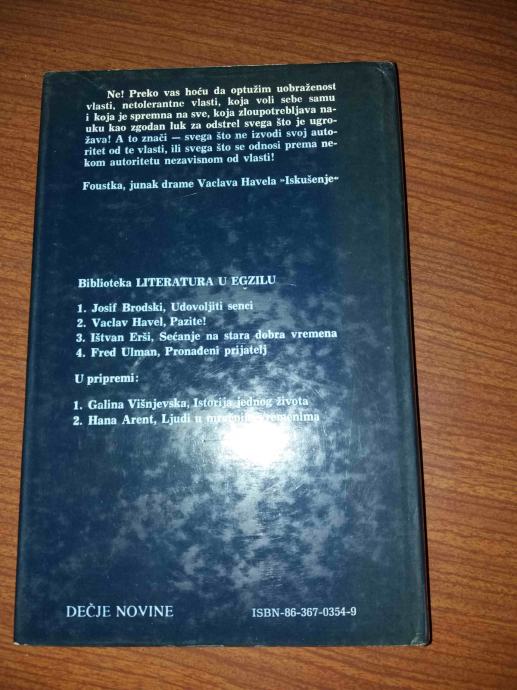 Ne! Preko vas hoću da optužim uobraženost
vlasti, netolerantne vlasti, koja voli sebe samu
i koja je spremna na sve, koja zloupotrebljava na-
uku kao zgodan luk za odstrel svega što je ugro-
žava! A to znači — svega što ne izvodi svoj auto-
ritet od te vlasti, ili svega što se odnosi prema ne-
kom autoritetu nezavisnom od vlasti!
Foustka, junak drame Vaclava Havela »Iskušenje«
Biblioteka LITERATURA U EGZILU
1. Josif Brodski, Udovoljiti senci
2. Vaclav Havel, Pazite!
3. Ištvan Erši, Sećanje na stara dobra vremena
4. Fred Ulman, Pronađeni prijatelj
U pripremi:
1. Galina Višnjevska, Istorija jednog života
2. Hana Arent, Ljudi u mračnim vremenima
DEČJE NOVINE
ISBN-86-367-0354-9